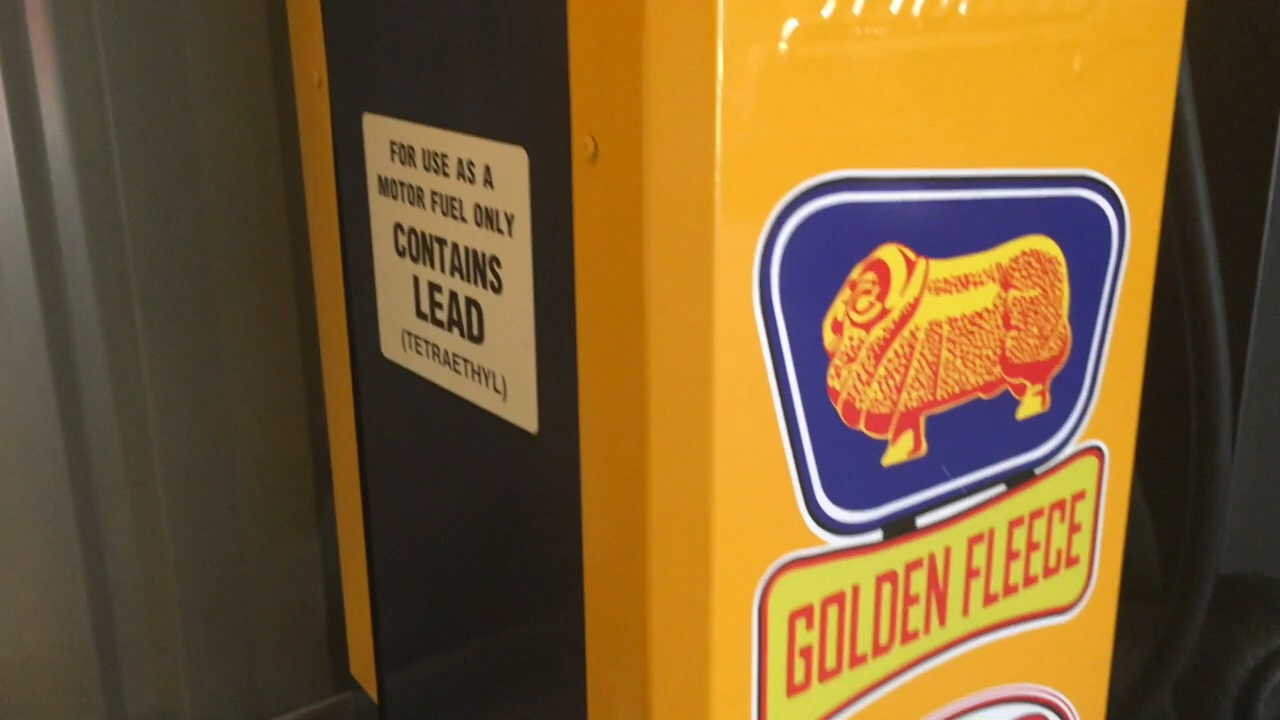 FOR USE AS A
MOTOR FUEL ONLY
CONTAINS
LEAD
(TETRAETHYL)
GOLDEN FLEECE